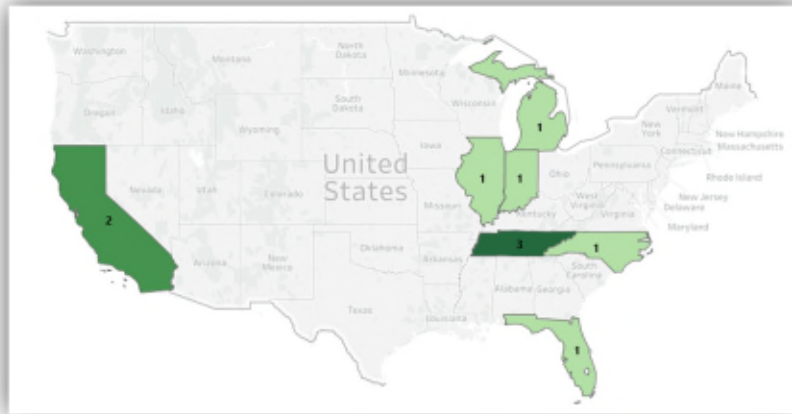 Washington
Montana
North
Dakota
Minnesota
Maine
Oregon
Idaho
South
Dakota
Wisconsin
1
Vermont
New
York
New Hampshire
Massachusetts
Wyoming
Iowa
Connecticut
Pennsylvania
Rhode Island
United
States
1
1
Ohio
Nevada
Utah
Colorado
New Jersey
Delaware
West
Virginia
Virginia
Missouri
Kentucky
Maryland
2
3
1
Oklahoma
Arkansas
Arizona
New
Mexico
South
Carolina
Alabama
Georgia
Texas
Louisiana
1